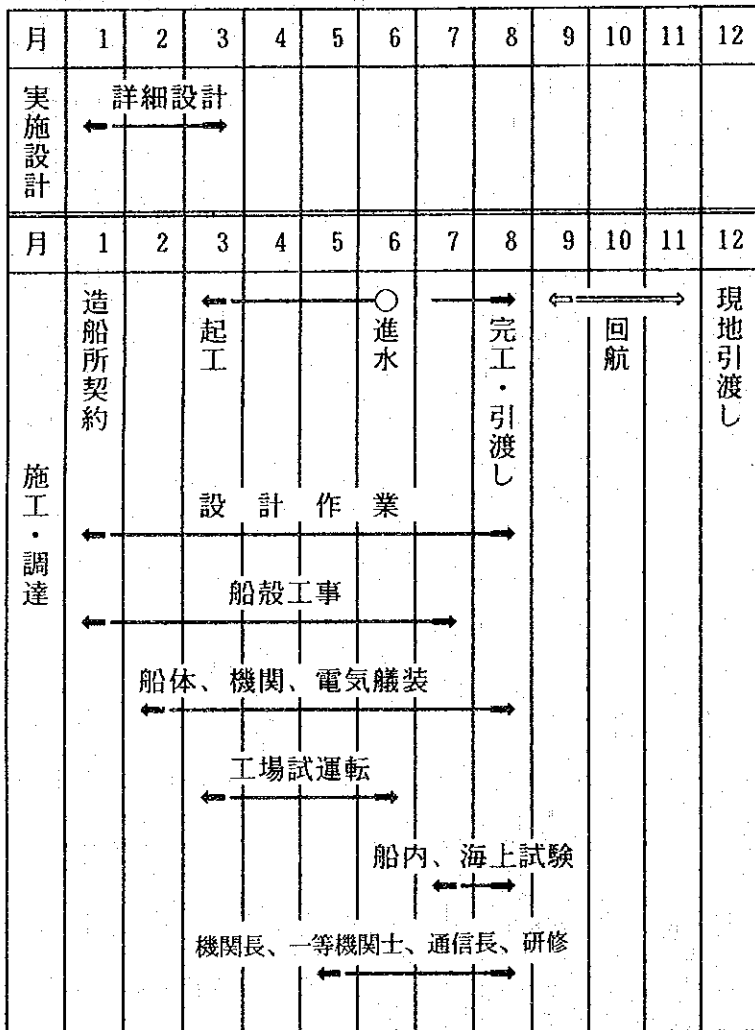 月 1 2 3 4 5 6 7 8 9 10 11 12
実施設計
詳細設計
月 1 2 3 4 5 6 7 8 9 10 11 12
施工・調達
造船所契約
起工
進水
完工・引渡し
回航
現地引渡し
設計作業
船殻工事
船体、機関、電気艤装
工場試運転
船内、海上試験
機関長、一等機関士、通信長、研修